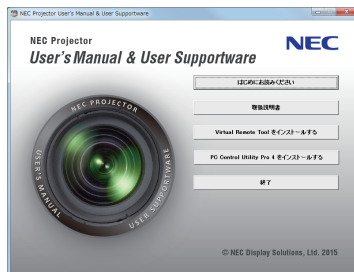 NEC Projector User's Manual & User Supportware
NEC Projector
User's Manual & User Supportware
NEC
はじめにお読みください
取扱説明書
Virtual Remote Tool をインストールする
PC Control Utility Pro 4 をインストールする
終了
NEC PROJECTOR
USER'S MANUAL
USER SUPPORTWARE
© NEC Display Solutions, Ltd. 2015